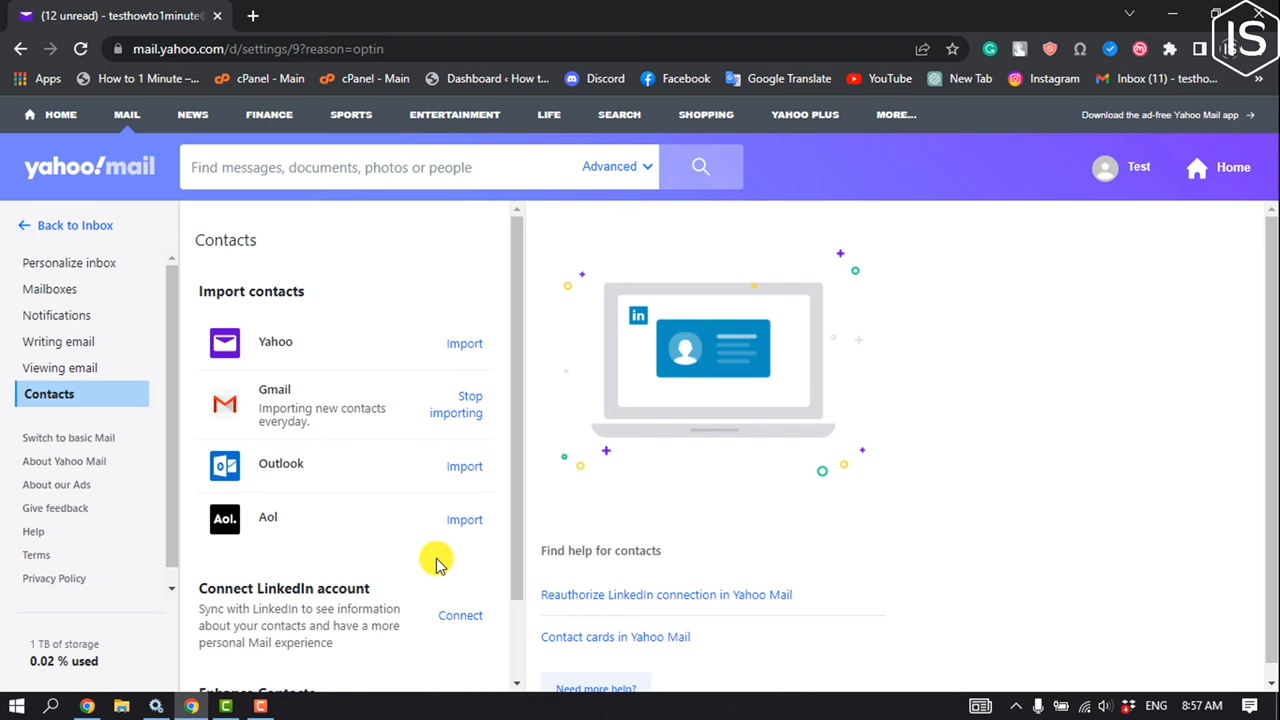 (12 unread) - testhowto1minute@
IS
mail.yahoo.com/d/settings/9?reason=optin
Apps
How to 1 Minute –...
cPanel - Main
cPanel - Main
Dashboard ‹ How t...
Discord
Facebook
Google Translate
YouTube
New Tab
Instagram
Inbox (11) - testho...
HOME
MAIL
NEWS
FINANCE
SPORTS
ENTERTAINMENT
LIFE
SEARCH
SHOPPING
YAHOO PLUS
MORE...
Download the ad-free Yahoo Mail app
yahoo!mail
Find messages, documents, photos or people
Advanced
Test
Home
Back to Inbox
Personalize inbox
Mailboxes
Notifications
Writing email
Viewing email
Contacts
Switch to basic Mail
About Yahoo Mail
About our Ads
Give feedback
Help
Terms
Privacy Policy
1 TB of storage
0.02 % used
Contacts
Import contacts
Yahoo
Import
Gmail
Importing new contacts
everyday.
Stop
importing
Outlook
Import
Aol.
Aol
Import
Connect LinkedIn account
Sync with LinkedIn to see information
about your contacts and have a more
personal Mail experience
Connect
Enhance Contacts
in
Find help for contacts
Reauthorize LinkedIn connection in Yahoo Mail
Contact cards in Yahoo Mail
Need more help?
ENG
8:57 AM